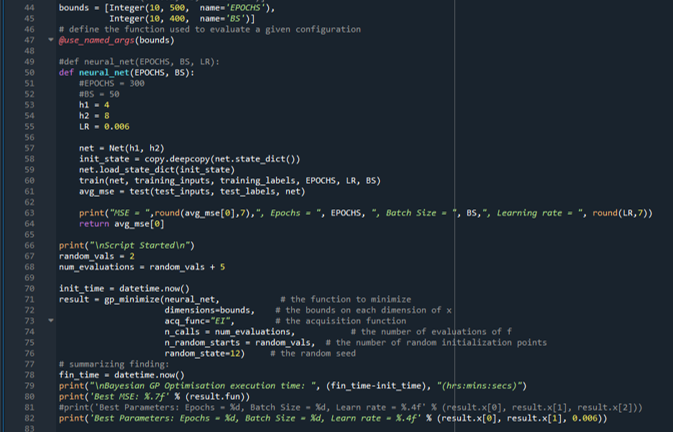 44 bounds = [Integer(10, 500, name='EPOCHS'),
45 Integer(10, 400, name='BS')]
46 # define the function used to evaluate a given configuration
47 @use_named_args(bounds)
48
49 #def neural_net(EPOCHS, BS, LR):
50 def neural_net(EPOCHS, BS):
51 #EPOCHS = 300
52 #BS = 50
53 h1 = 4
54 h2 = 8
55 LR = 0.006
56
57 net = Net(h1, h2)
58 init_state = copy.deepcopy(net.state_dict())
59 net.load_state_dict(init_state)
60 train(net, training_inputs, training_labels, EPOCHS, LR, BS)
61 avg_mse = test(test_inputs, test_labels, net)
62
63 print("MSE = ",round(avg_mse[0],7),", Epochs = ", EPOCHS, ", Batch Size = ", BS,", Learning rate = ", round(LR,7))
64 return avg_mse[0]
65
66 print("\nScript Started\n")
67 random_vals = 2
68 num_evaluations = random_vals + 5
69
70 init_time = datetime.now()
71 result = gp_minimize(neural_net, # the function to minimize
72 dimensions=bounds, # the bounds on each dimension of x
73 acq_func="EI", # the acquisition function
74 n_calls = num_evaluations, # the number of evaluations of f
75 n_random_starts = random_vals, # the number of random initialization points
76 random_state=12) # the random seed
77 # summarizing finding:
78 fin_time = datetime.now()
79 print("\nBayesian GP Optimisation execution time: ", (fin_time-init_time), "(hrs:mins:secs)")
80 print('Best MSE: %.7f' % (result.fun))
81 #print('Best Parameters: Epochs = %d, Batch Size = %d, Learn rate = %.4f' % (result.x[0], result.x[1], result.x[2]))
82 print('Best Parameters: Epochs = %d, Batch Size = %d, Learn rate = %.4f' % (result.x[0], result.x[1], 0.006))